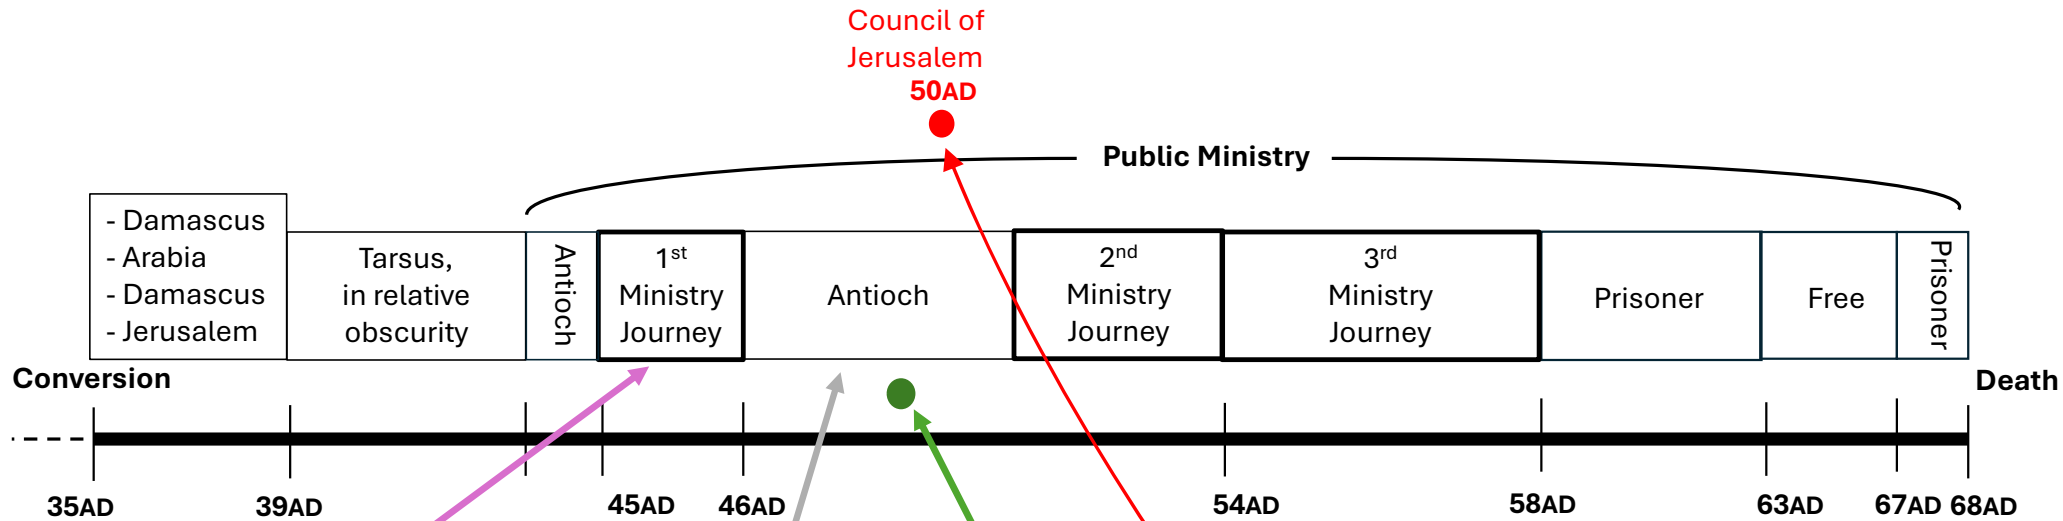 Council of
Jerusalem
50AD
Public Ministry
- Damascus
- Arabia
- Damascus
- Jerusalem
Tarsus,
in relative
obscurity
Antioch
1st
Ministry
Journey
Antioch
2nd
Ministry
Journey
3rd
Ministry
Journey
Prisoner
Free
Prisoner
Conversion
Death
35AD
39AD
45AD
46AD
54AD
58AD
63AD
67AD
68AD